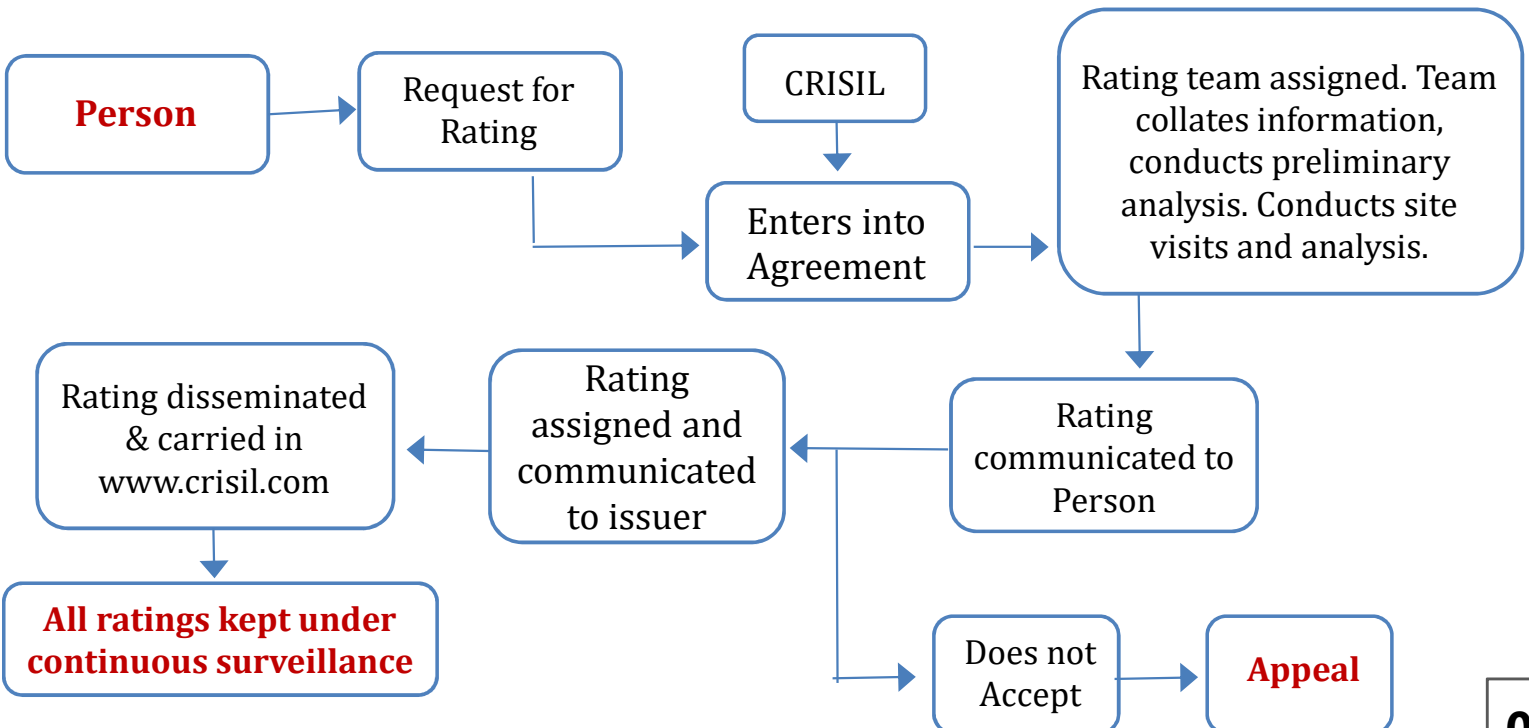 Person
Request for
Rating
CRISIL
Enters into
Agreement
Rating team assigned. Team
collates information,
conducts preliminary
analysis. Conducts site
visits and analysis.
Rating
communicated to
Person
Rating
assigned and
communicated
to issuer
Rating disseminated
& carried in
www.crisil.com
All ratings kept under
continuous surveillance
Does not
Accept
Appeal